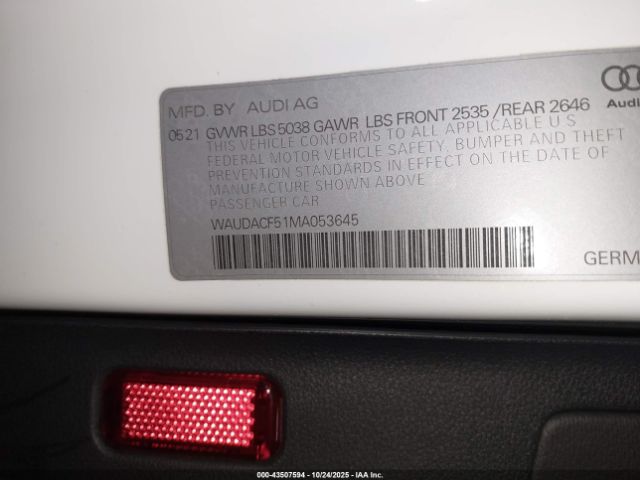 MFD. BY AUDI AG
Audi
0521 GVWR LBS 5038 GAWR LBS FRONT 2535 /REAR 2646
THIS VEHICLE CONFORMS TO ALL APPLICABLE U S
FEDERAL MOTOR VEHICLE SAFETY, BUMPER AND THEFT
PREVENTION STANDARDS IN EFFECT ON THE DATE OF
MANUFACTURE SHOWN ABOVE
PASSENGER CAR
WAUDACF51MA053645
GERM
000-43507594 - 10/24/2025 - IAA Inc.